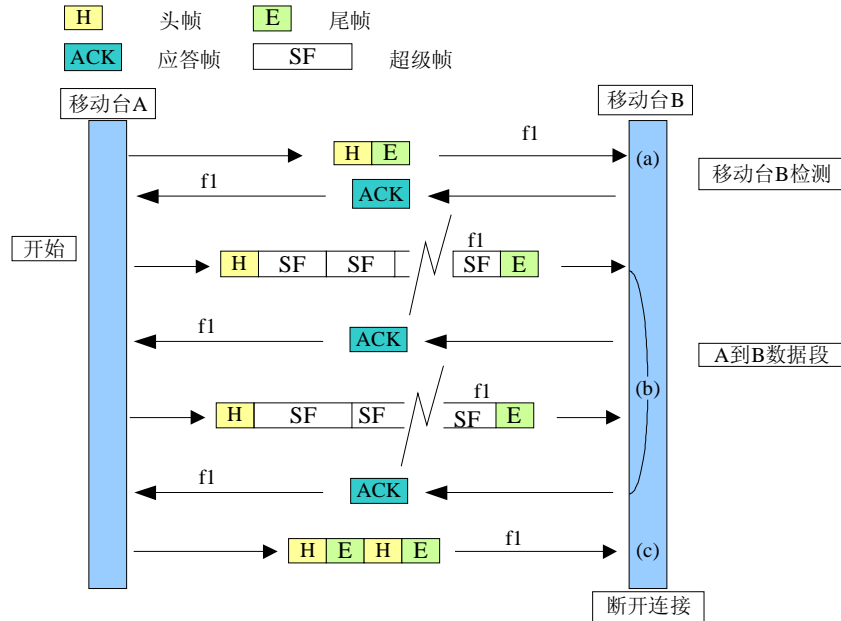 H 头帧 E 尾帧
ACK 应答帧 SF 超级帧
移动台A 移动台B
f1
H E (a)
移动台B检测
f1
ACK
开始
f1
H SF SF SF E
f1
ACK
A到B数据段
(b)
f1
H SF SF SF E
f1
ACK
f1
H E H E (c)
断开连接